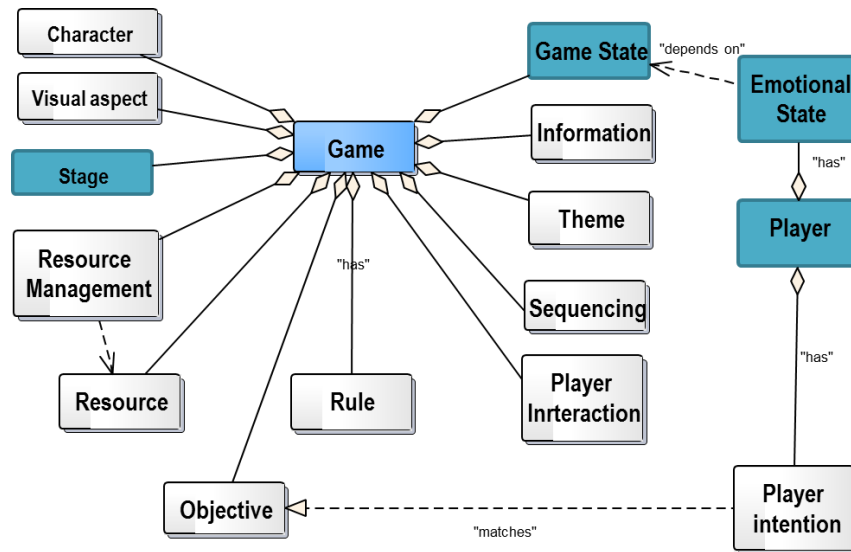 Character
Game State
"depends on"
Emotional
State
Visual aspect
Information
Game
"has"
Stage
Theme
Player
Resource
Management
"has"
Sequencing
"has"
Resource
Rule
Player
Inrteraction
Objective
Player
intention
"matches"